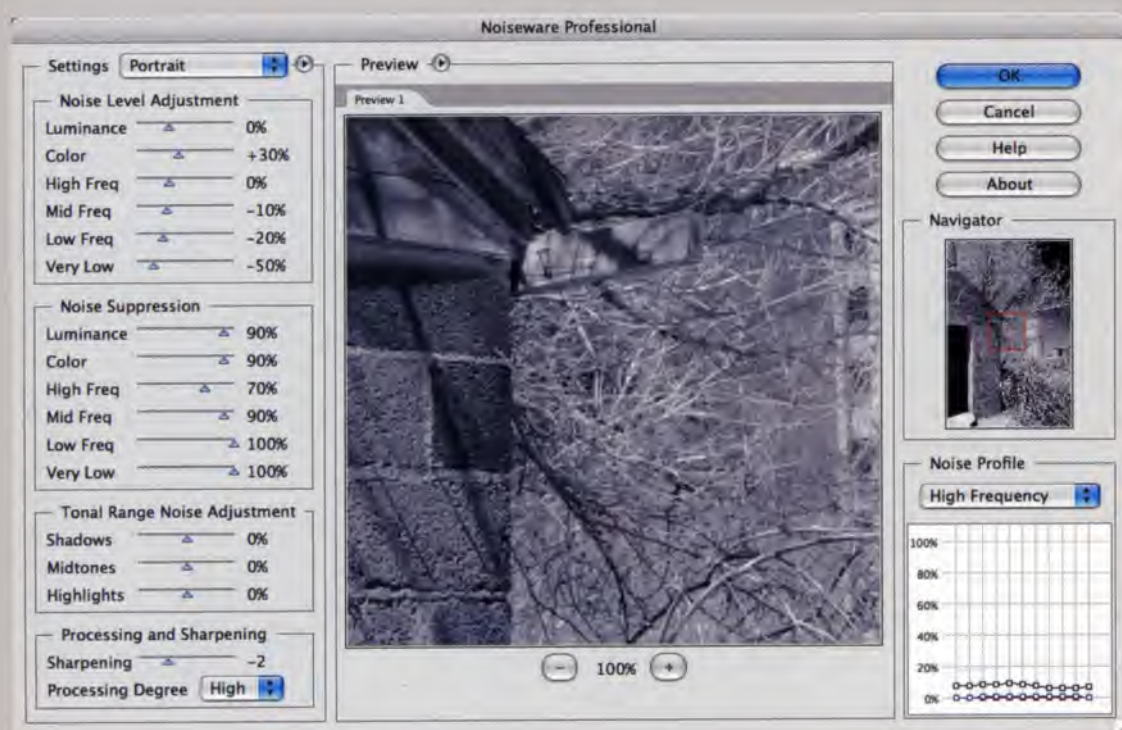 Noiseware Professional
Settings Portrait
Noise Level Adjustment
Luminance 0%
Color +30%
High Freq 0%
Mid Freq -10%
Low Freq -20%
Very Low -50%
Noise Suppression
Luminance 90%
Color 90%
High Freq 70%
Mid Freq 90%
Low Freq 100%
Very Low 100%
Tonal Range Noise Adjustment
Shadows 0%
Midtones 0%
Highlights 0%
Processing and Sharpening
Sharpening -2
Processing Degree High
Preview
Preview 1
- 100% +
OK
Cancel
Help
About
Navigator
Noise Profile
High Frequency
100%
80%
60%
40%
20%
0%